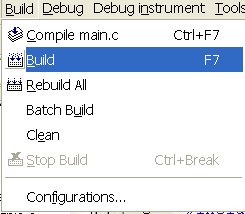 Build Debug Debug instrument Tools
Compile main.c Ctrl+F7
Build F7
Rebuild All
Batch Build
Clean
Stop Build Ctrl+Break
Configurations...